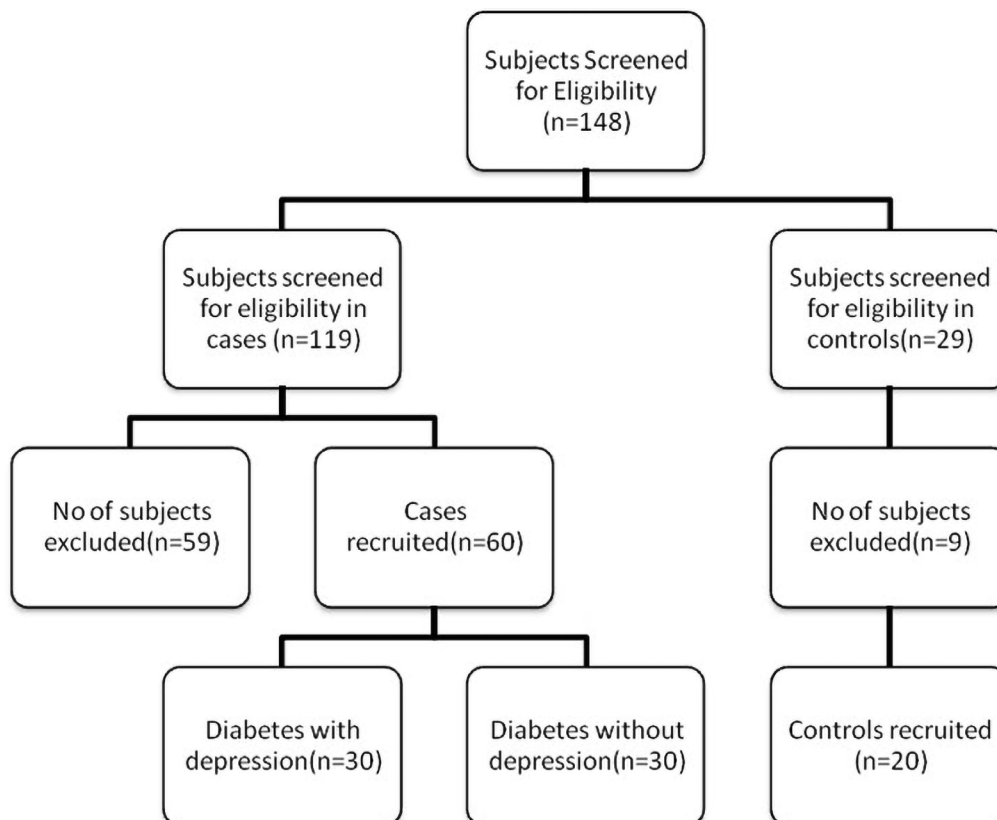 Subjects Screened
for Eligibility
(n=148)
Subjects screened
for eligibility in
cases (n=119)
Subjects screened
for eligibility in
controls(n=29)
No of subjects
excluded(n=59)
Cases
recruited(n=60)
No of subjects
excluded(n=9)
Diabetes with
depression(n=30)
Diabetes without
depression(n=30)
Controls recruited
(n=20)